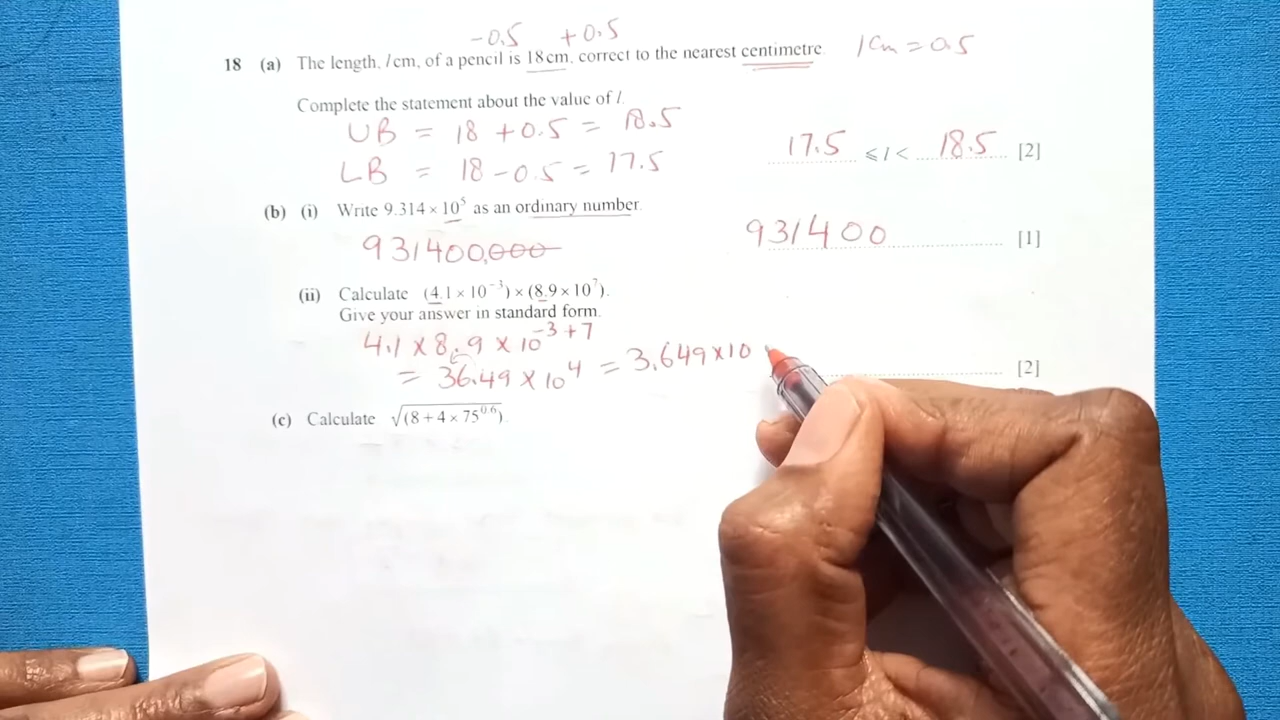 -0.5 +0.5
18 (a) The length, l cm, of a pencil is 18 cm, correct to the nearest centimetre. 1cm = 0.5
Complete the statement about the value of l.
UB = 18 + 0.5 = 18.5
17.5 ⩽ l < 18.5 [2]
LB = 18 - 0.5 = 17.5
(b) (i) Write 9.314 × 10⁵ as an ordinary number.
931400,000 931400 [1]
(ii) Calculate (4.1 × 10⁻³) × (8.9 × 10⁷).
Give your answer in standard form.
4.1 × 8.9 × 10⁻³⁺⁷
= 36.49 × 10⁴ = 3.649 × 10 [2]
(c) Calculate √(8 + 4 × 75⁰·⁶).